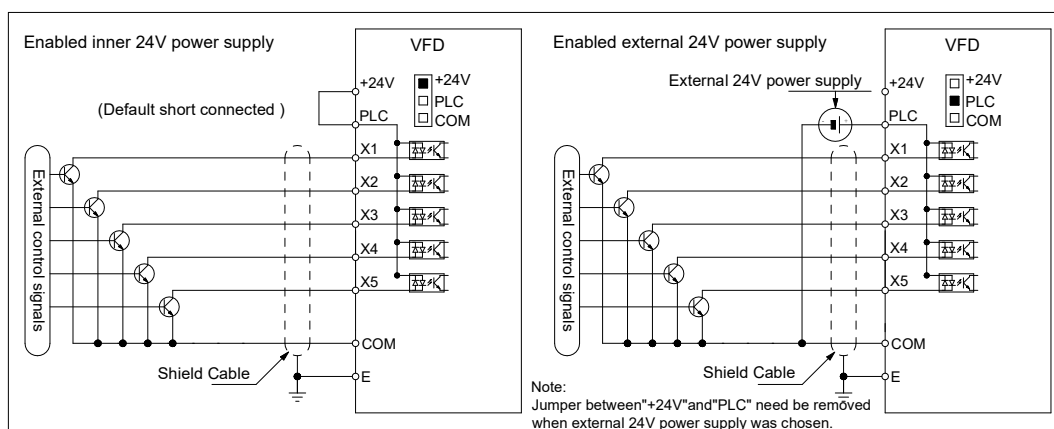 Enabled inner 24V power supply
VFD
+24V
+24V
PLC
COM
(Default short connected )
PLC
X1
X2
X3
X4
X5
External control signals
COM
Shield Cable
E
Enabled external 24V power supply
VFD
External 24V power supply
+24V
+24V
PLC
COM
- +
PLC
X1
X2
X3
X4
X5
External control signals
COM
Shield Cable
E
Note:
Jumper between"+24V"and"PLC" need be removed
when external 24V power supply was chosen.